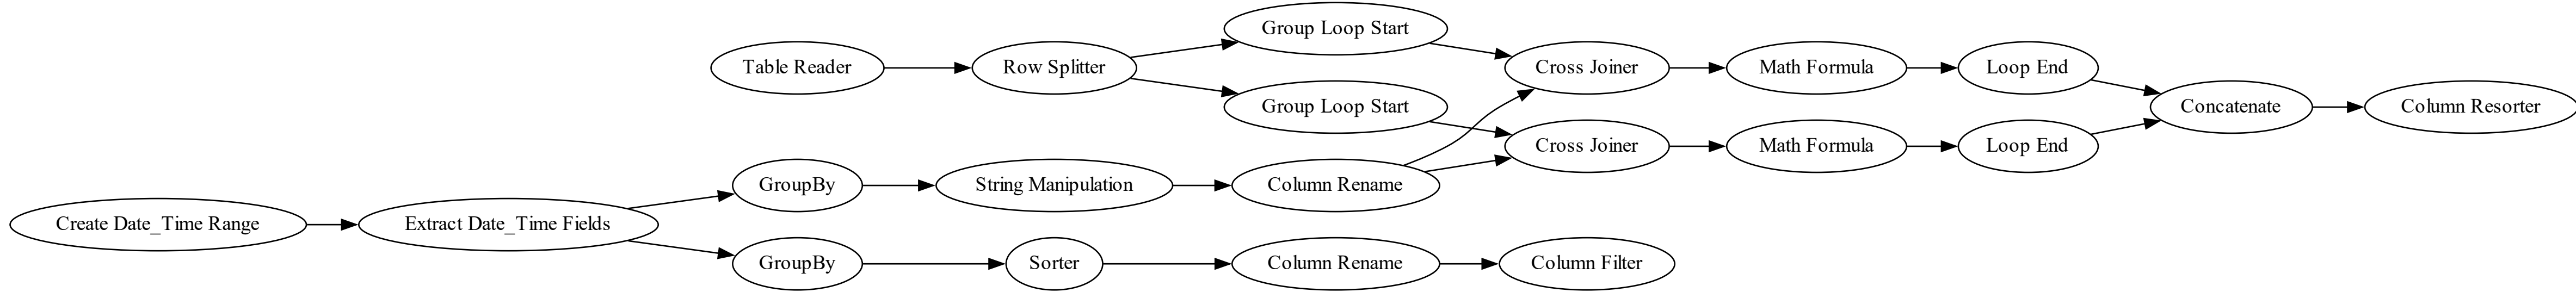 Group Loop Start
Table Reader
Row Splitter
Cross Joiner
Math Formula
Loop End
Group Loop Start
Concatenate
Column Resorter
Cross Joiner
Math Formula
Loop End
GroupBy
String Manipulation
Column Rename
Create Date_Time Range
Extract Date_Time Fields
GroupBy
Sorter
Column Rename
Column Filter